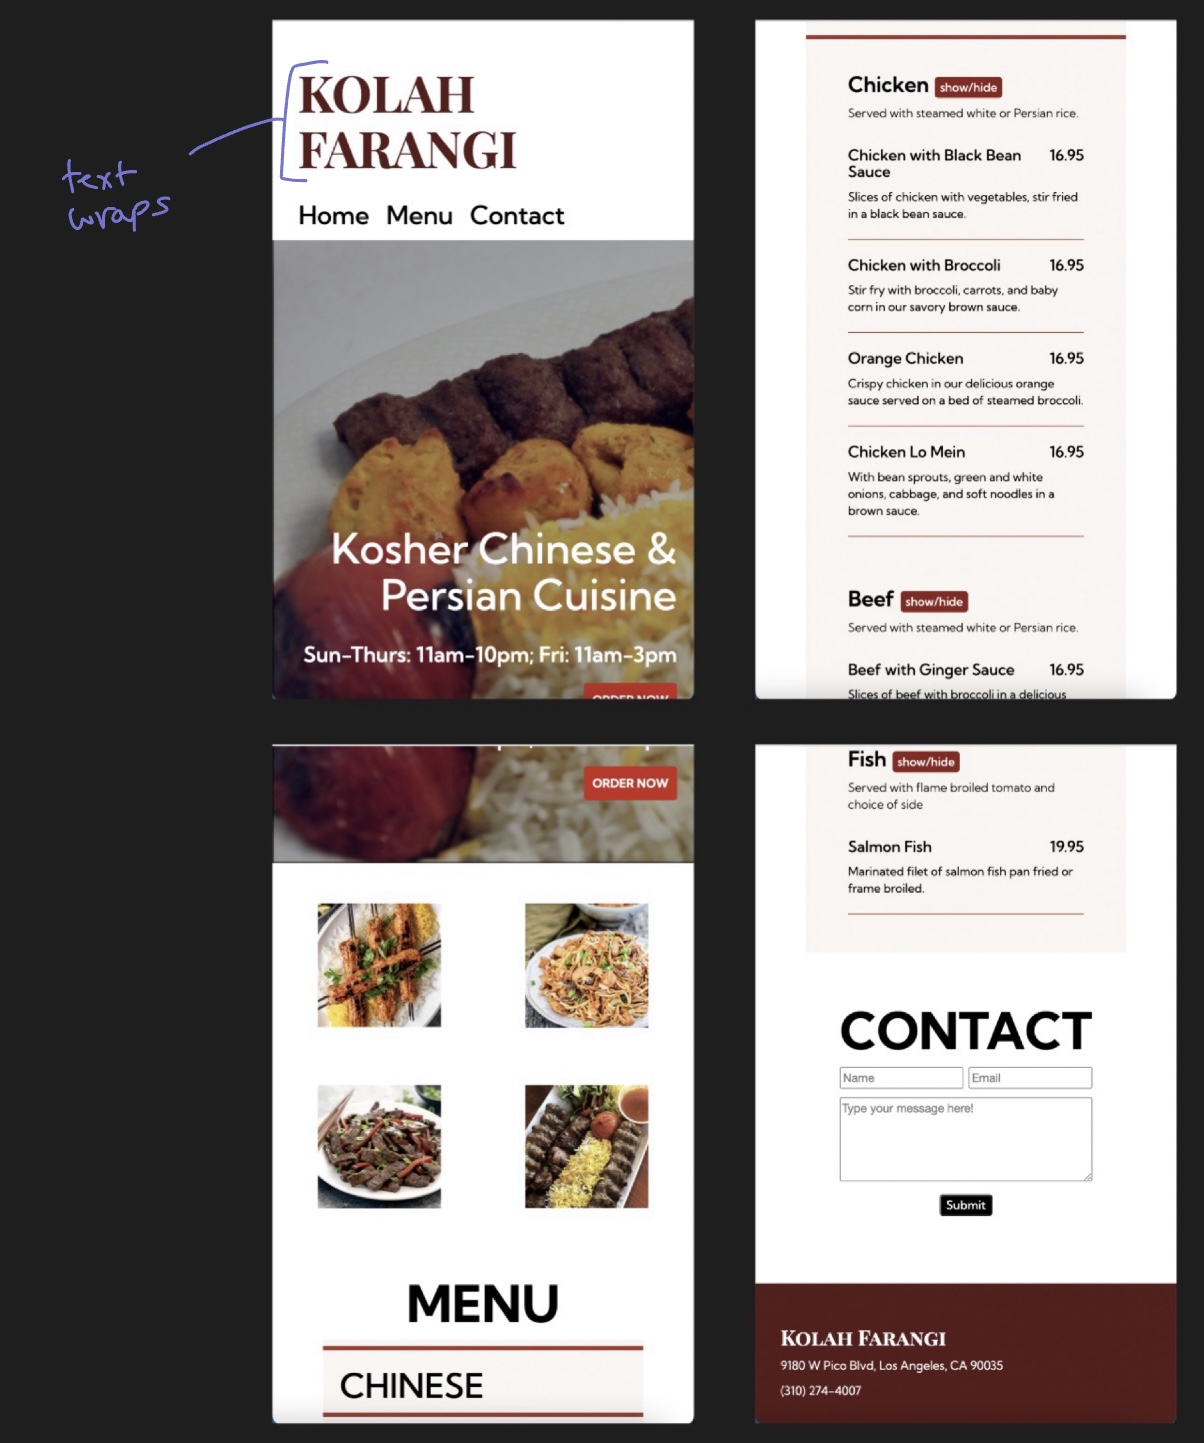 text
wraps
KOLAH
FARANGI
Home Menu Contact
Kosher Chinese &
Persian Cuisine
Sun-Thurs: 11am-10pm; Fri: 11am-3pm
ORDER NOW
Chicken show/hide
Served with steamed white or Persian rice.
Chicken with Black Bean 16.95
Sauce
Slices of chicken with vegetables, stir fried
in a black bean sauce.
Chicken with Broccoli 16.95
Stir fry with broccoli, carrots, and baby
corn in our savory brown sauce.
Orange Chicken 16.95
Crispy chicken in our delicious orange
sauce served on a bed of steamed broccoli.
Chicken Lo Mein 16.95
With bean sprouts, green and white
onions, cabbage, and soft noodles in a
brown sauce.
Beef show/hide
Served with steamed white or Persian rice.
Beef with Ginger Sauce 16.95
Slices of beef with broccoli in a delicious
ORDER NOW
MENU
CHINESE
Fish show/hide
Served with flame broiled tomato and
choice of side
Salmon Fish 19.95
Marinated filet of salmon fish pan fried or
frame broiled.
CONTACT
Name Email
Type your message here!
Submit
KOLAH FARANGI
9180 W Pico Blvd, Los Angeles, CA 90035
(310) 274-4007